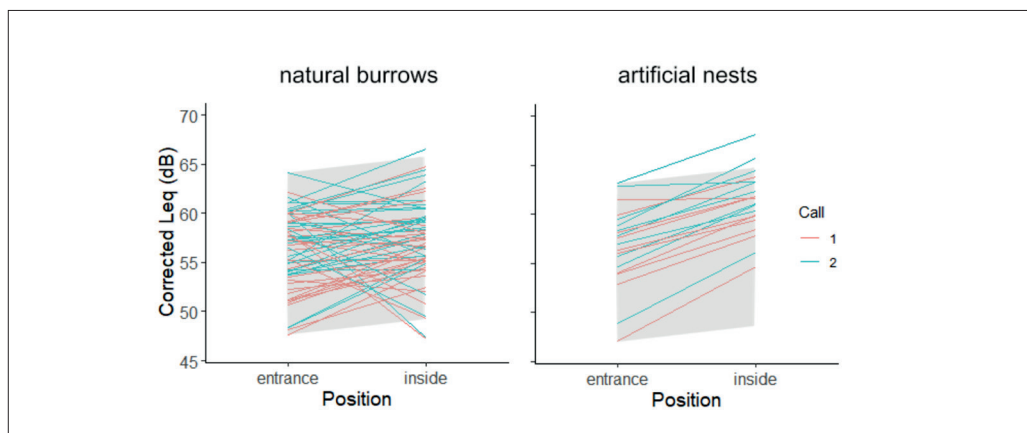 natural burrows
artificial nests
Corrected Leq (dB)
70
65
60
55
50
45
entrance
inside
Position
entrance
inside
Position
Call
1
2